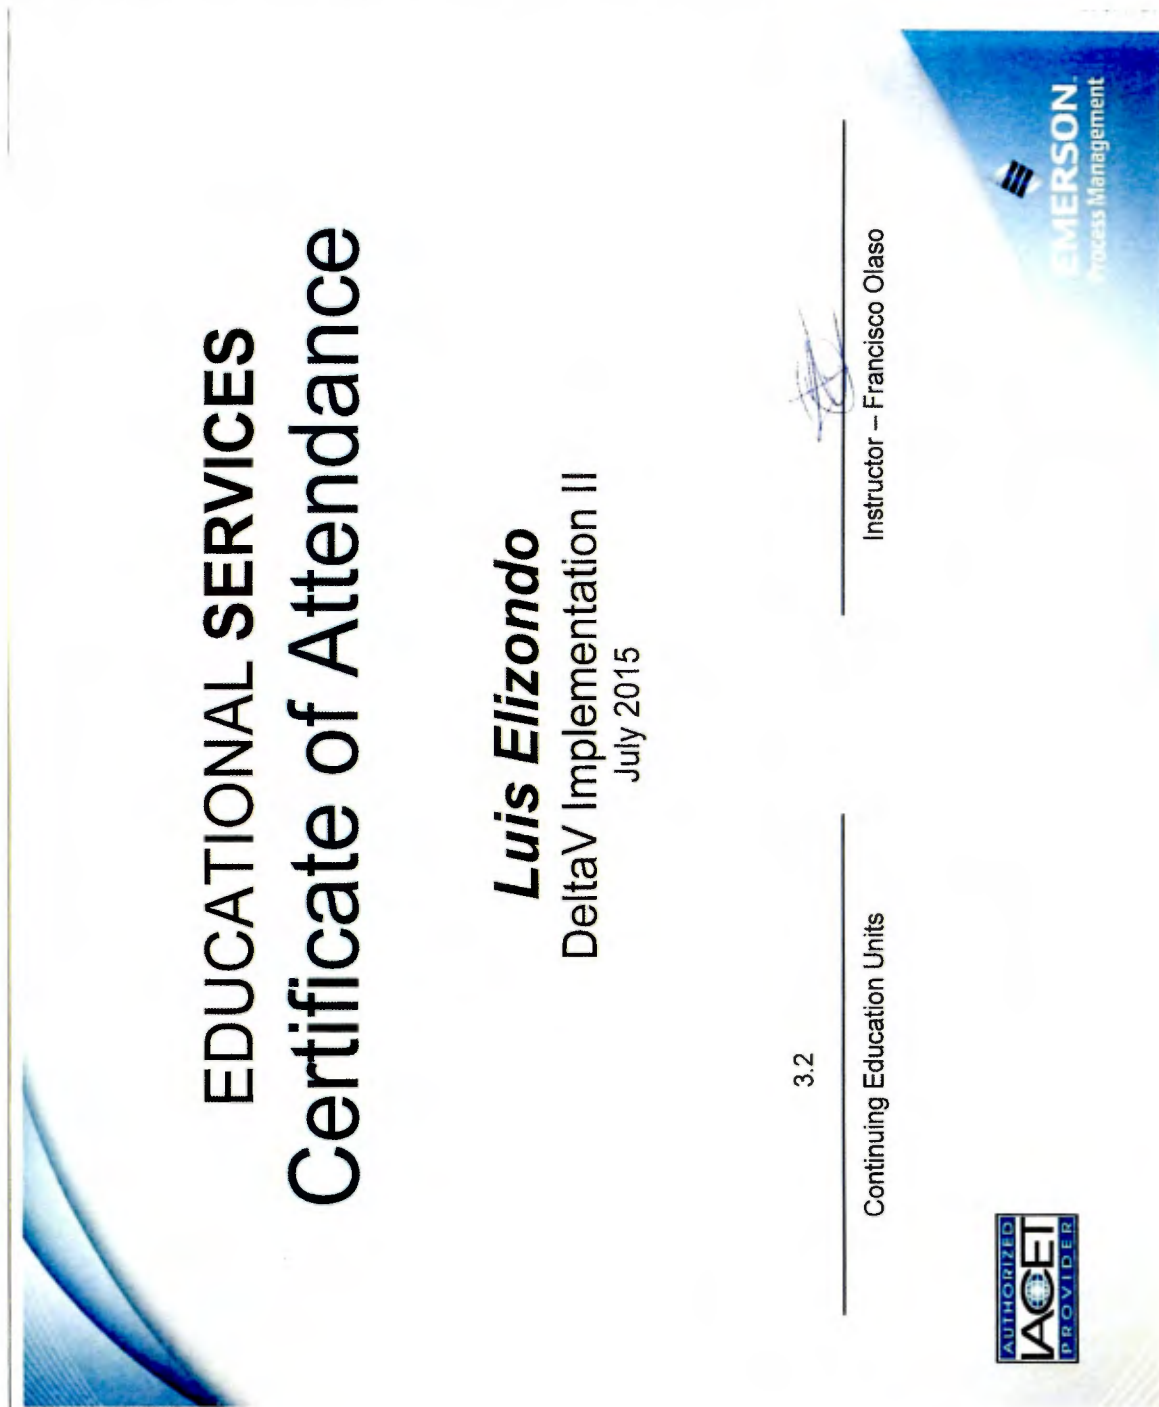 EDUCATIONAL SERVICES
Certificate of Attendance
Luis Elizondo
DeltaV Implementation II
July 2015
3.2
Continuing Education Units
Instructor – Francisco Olaso
AUTHORIZED
IACET
PROVIDER
EMERSON
Process Management